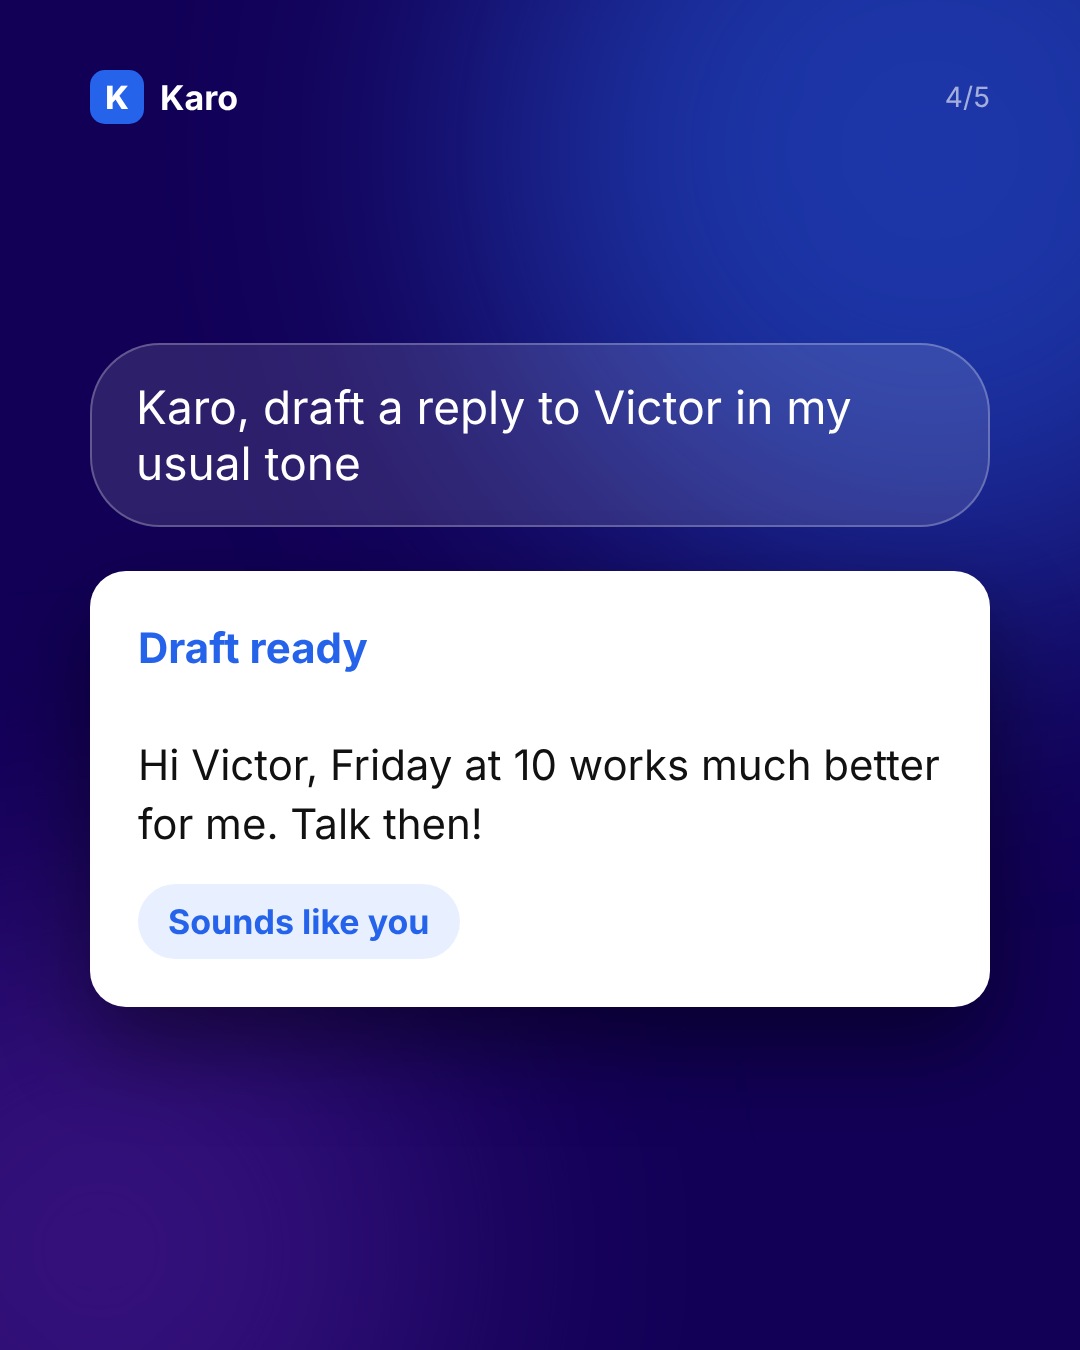 K Karo
4/5
Karo, draft a reply to Victor in my
usual tone
Draft ready
Hi Victor, Friday at 10 works much better
for me. Talk then!
Sounds like you